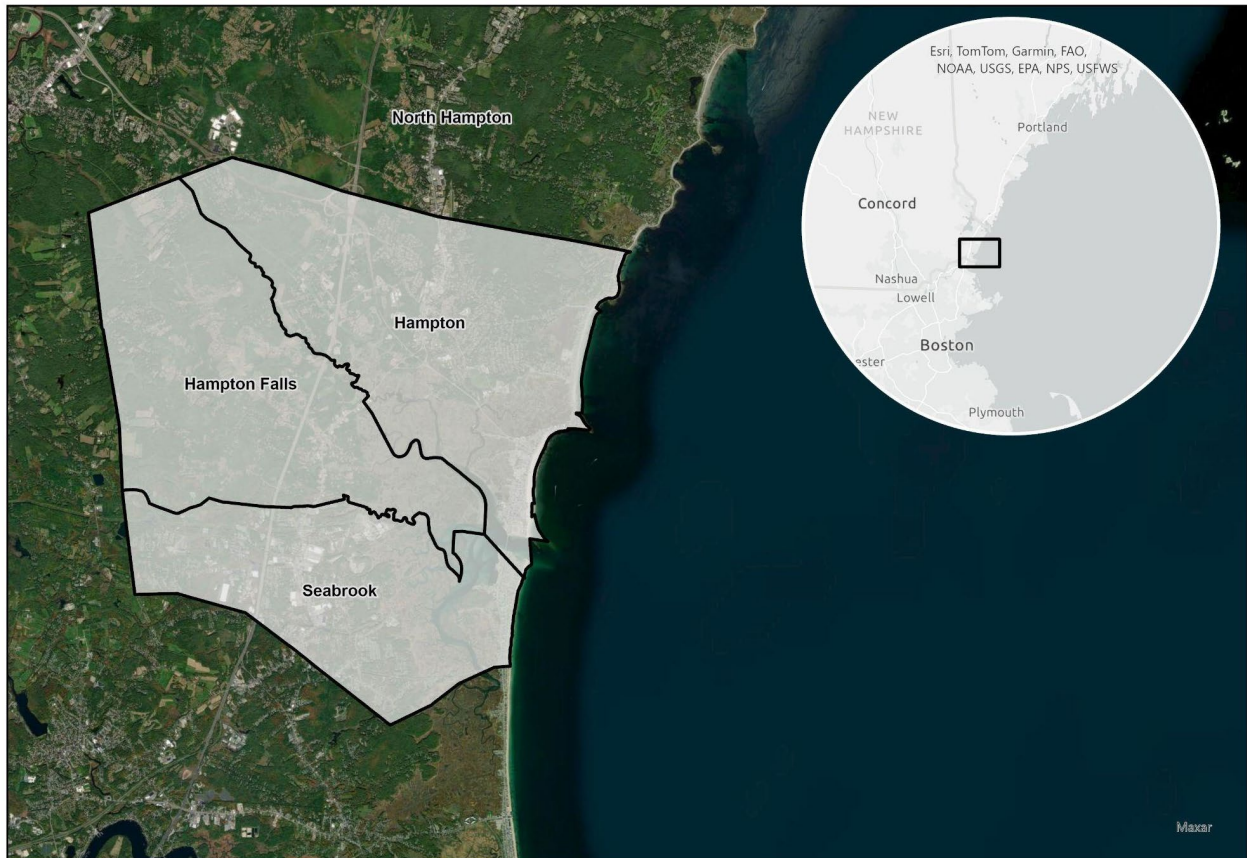 North Hampton
Hampton
Hampton Falls
Seabrook
Esri, TomTom, Garmin, FAO,
NOAA, USGS, EPA, NPS, USFWS
NEW
HAMPSHIRE
Portland
Concord
Nashua
Lowell
Boston
ester
Plymouth
Maxar